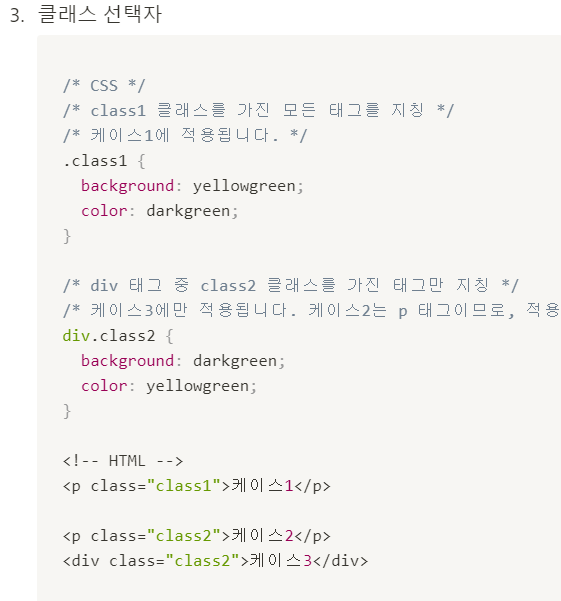 3. 클래스 선택자
/* CSS */
/* class1 클래스를 가진 모든 태그를 지칭 */
/* 케이스1에 적용됩니다. */
.class1 {
  background: yellowgreen;
  color: darkgreen;
}
/* div 태그 중 class2 클래스를 가진 태그만 지칭 */
/* 케이스3에만 적용됩니다. 케이스2는 p 태그이므로, 적용
div.class2 {
  background: darkgreen;
  color: yellowgreen;
}
<!-- HTML -->
<p class="class1">케이스1</p>
<p class="class2">케이스2</p>
<div class="class2">케이스3</div>